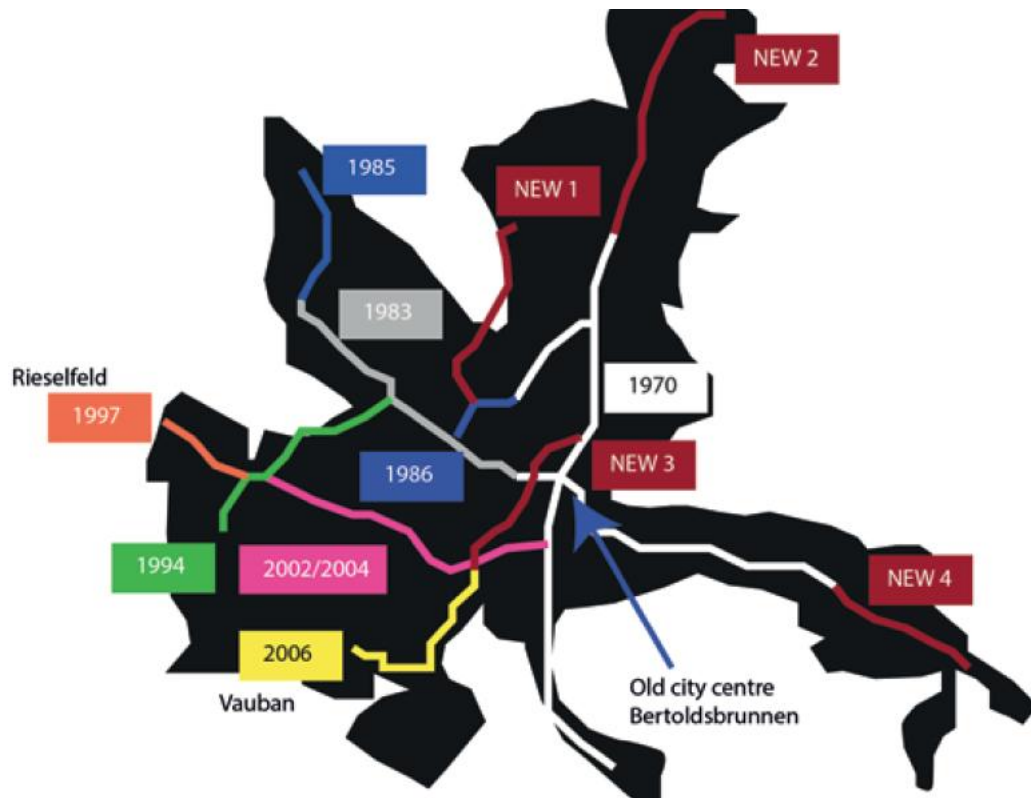 NEW 2
1985
NEW 1
1983
Rieselfeld
1997
1970
1986
NEW 3
1994
2002/2004
NEW 4
2006
Vauban
Old city centre
Bertoldsbrunnen